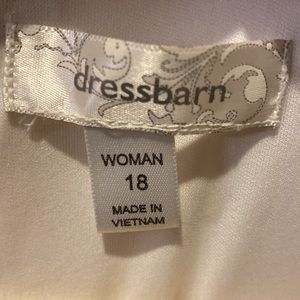 dressbarn
WOMAN
18
MADE IN
VIETNAM